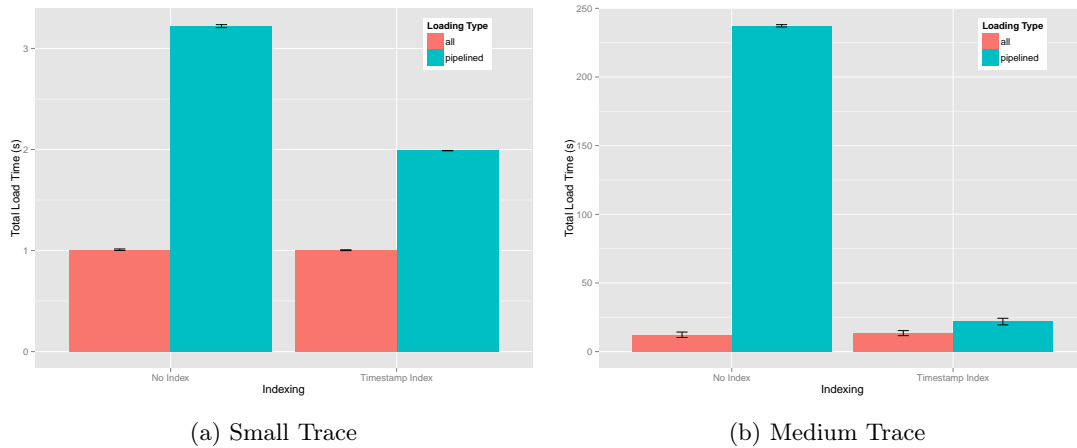 Total Load Time (s)
3
2
1
0
Loading Type
all
pipelined
No Index
Timestamp Index
Indexing
(a) Small Trace
Total Load Time (s)
250
200
150
100
50
0
Loading Type
all
pipelined
No Index
Timestamp Index
Indexing
(b) Medium Trace